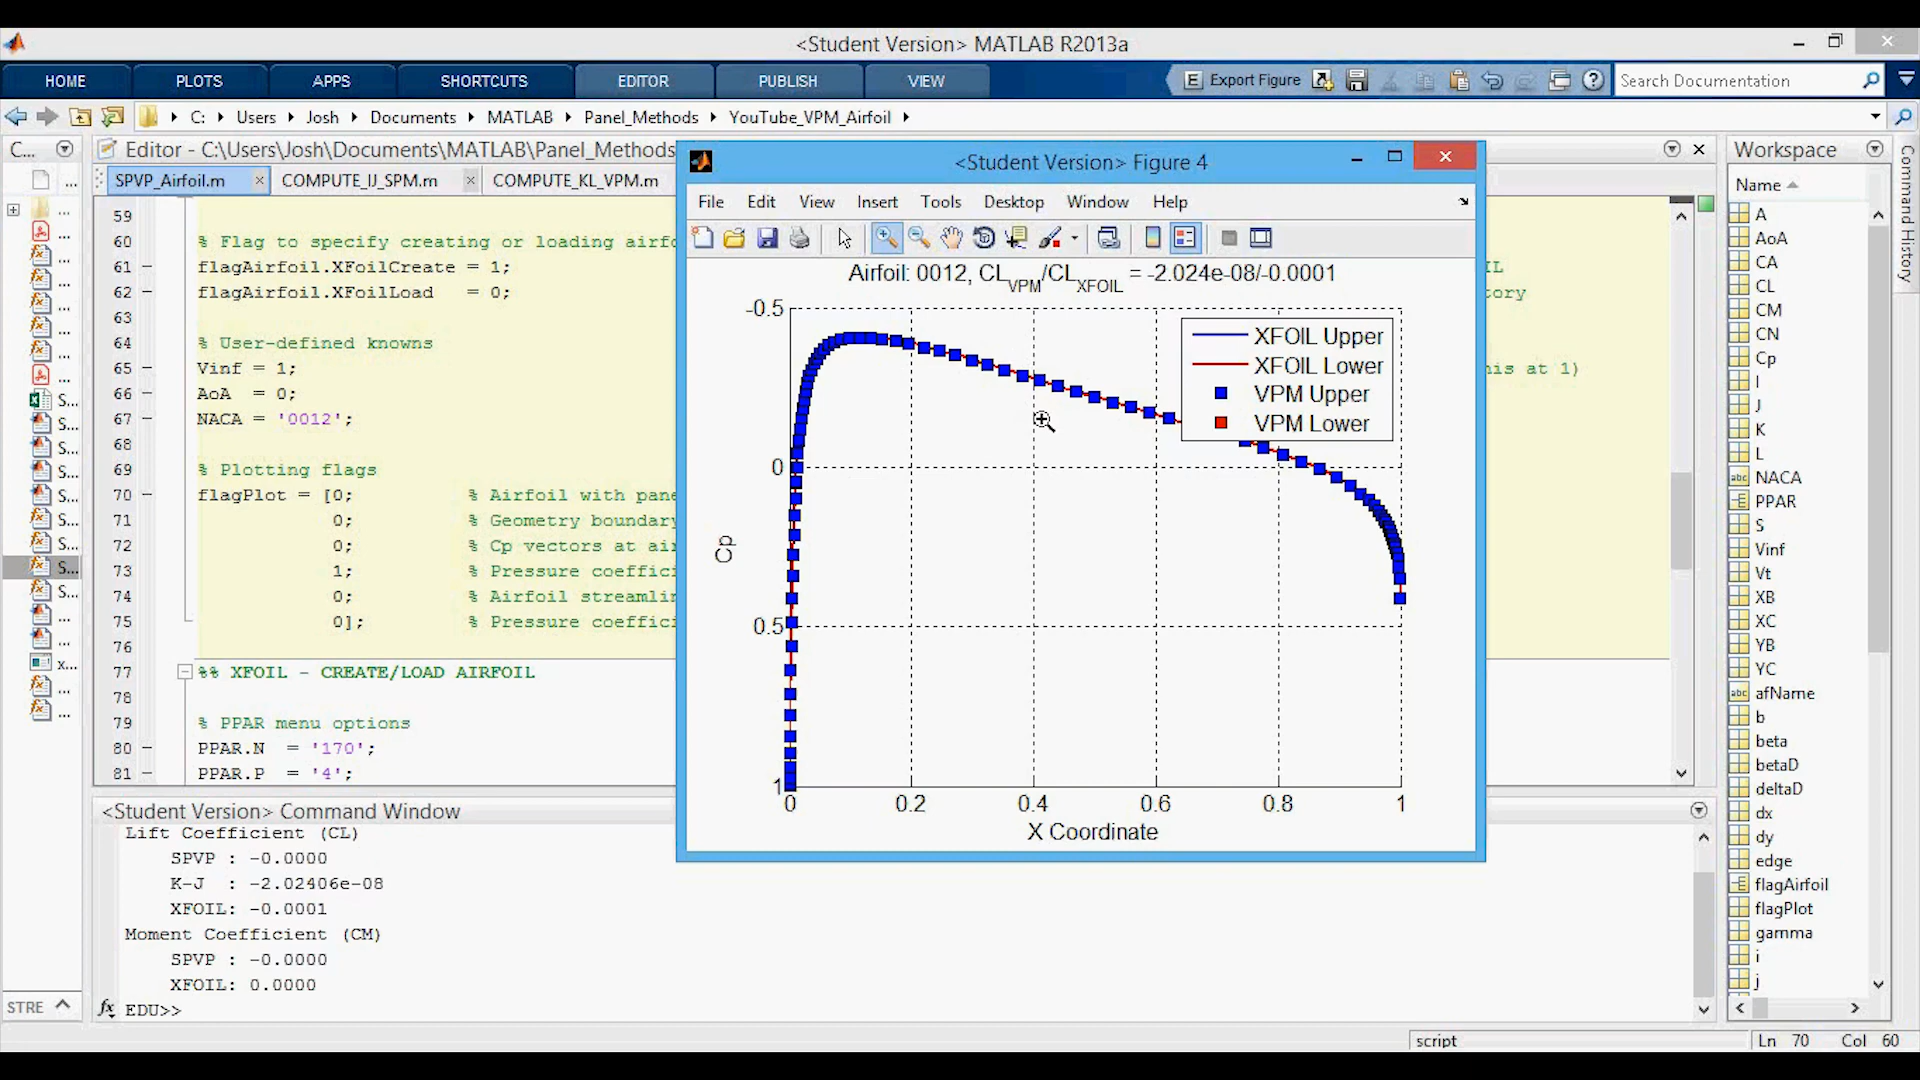 <Student Version> MATLAB R2013a
HOME PLOTS APPS SHORTCUTS EDITOR PUBLISH VIEW
Export Figure
Search Documentation
C: Users Josh Documents MATLAB Panel_Methods YouTube_VPM_Airfoil
C...
Editor - C:\Users\Josh\Documents\MATLAB\Panel_Methods
SPVP_Airfoil.m COMPUTE_IJ_SPM.m COMPUTE_KL_VPM.m
59
60 % Flag to specify creating or loading airfo
61 flagAirfoil.XFoilCreate = 1;
62 flagAirfoil.XFoilLoad = 0;
63
64 % User-defined knowns
65 Vinf = 1;
66 AoA = 0;
67 NACA = '0012';
68
69 % Plotting flags
70 flagPlot = [0; % Airfoil with pane
71 0; % Geometry boundary
72 0; % Cp vectors at air
73 1; % Pressure coeffici
74 0; % Airfoil streamlin
75 0]; % Pressure coeffici
76
77 %% XFOIL - CREATE/LOAD AIRFOIL
78
79 % PPAR menu options
80 PPAR.N = '170';
81 PPAR.P = '4';
IL
tory
his at 1)
<Student Version> Figure 4
File Edit View Insert Tools Desktop Window Help
Airfoil: 0012, CLVPM/CLXFOIL = -2.024e-08/-0.0001
-0.5
0
0.5
1
Cp
XFOIL Upper
XFOIL Lower
VPM Upper
VPM Lower
0 0.2 0.4 0.6 0.8 1
X Coordinate
<Student Version> Command Window
Lift Coefficient (CL)
SPVP : -0.0000
K-J : -2.02406e-08
XFOIL: -0.0001
Moment Coefficient (CM)
SPVP : -0.0000
XFOIL: 0.0000
fx EDU>>
STRE
Workspace
Name
A
AoA
CA
CL
CM
CN
Cp
I
J
K
L
NACA
PPAR
S
Vinf
Vt
XB
XC
YB
YC
afName
b
beta
betaD
deltaD
dx
dy
edge
flagAirfoil
flagPlot
gamma
i
j
Command History
script
Ln 70 Col 60